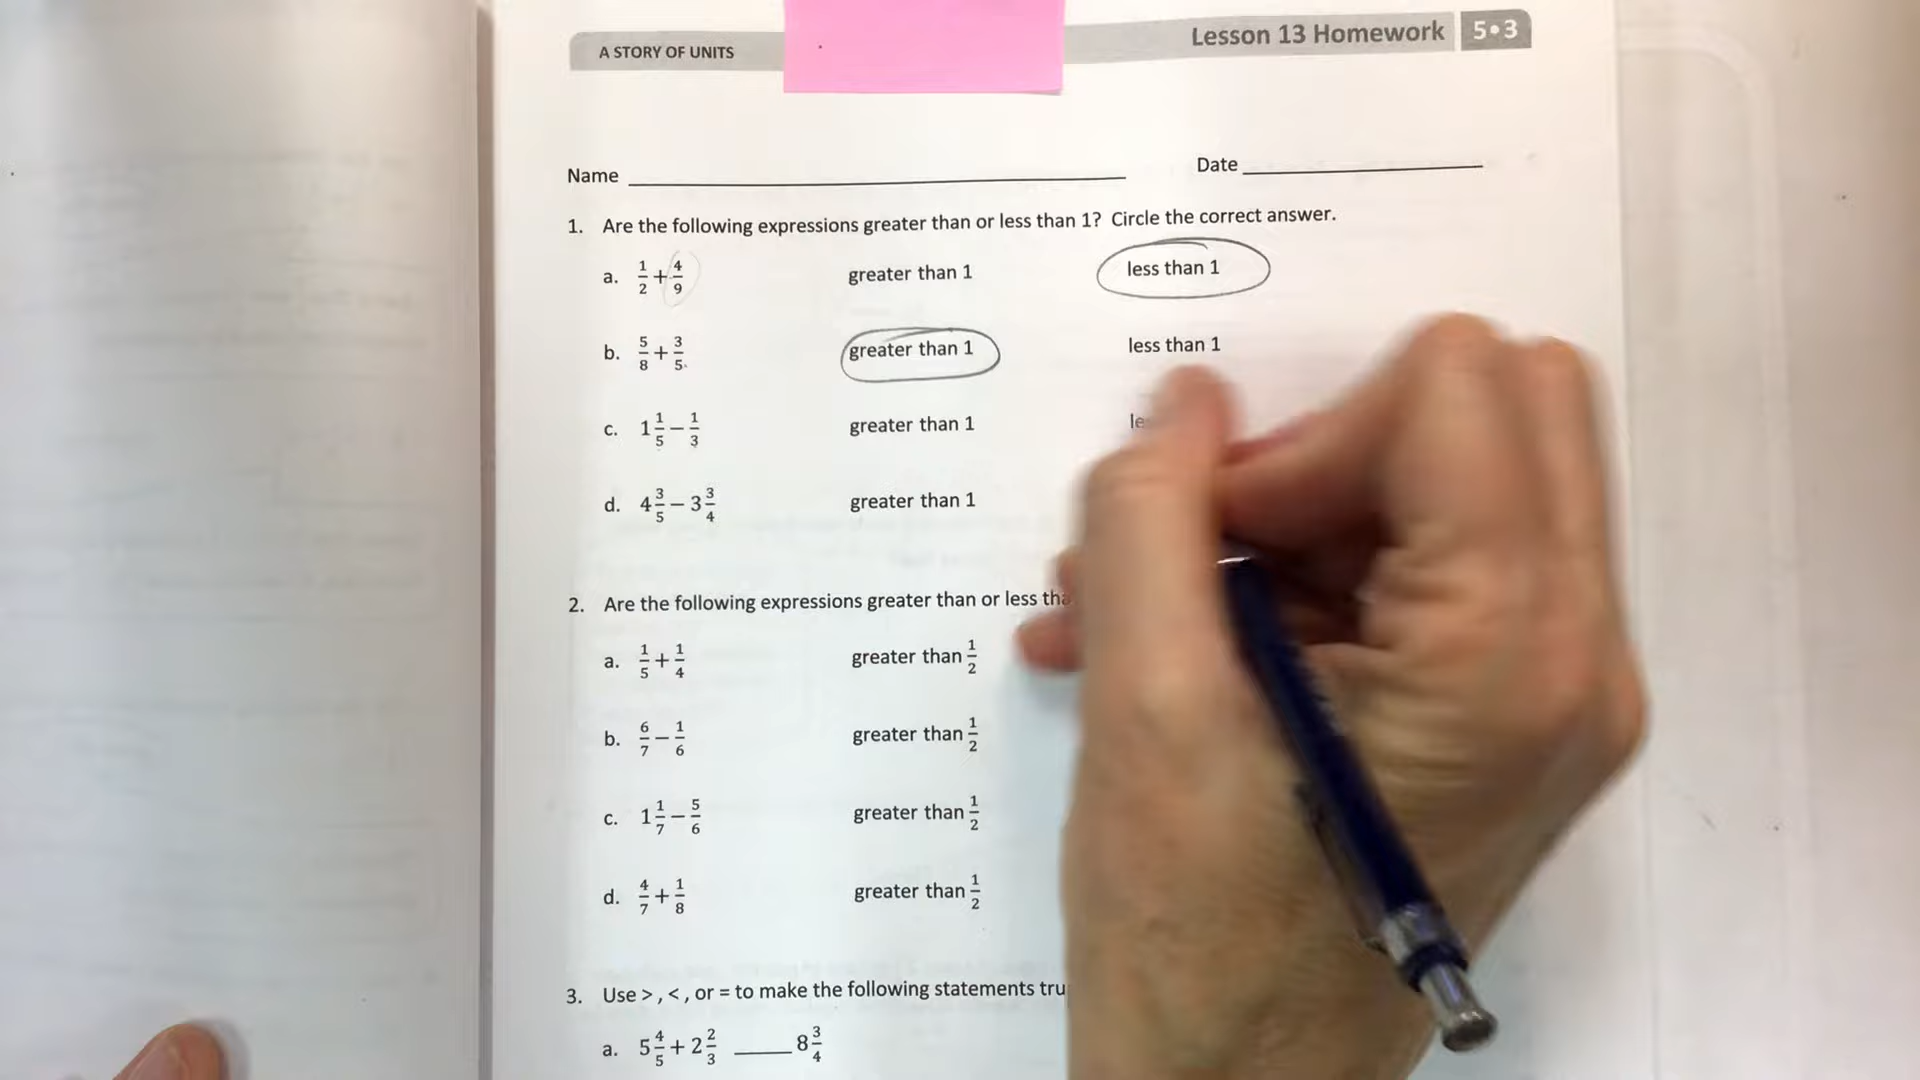 A STORY OF UNITS
Lesson 13 Homework 5•3
Name
Date
1. Are the following expressions greater than or less than 1? Circle the correct answer.
a. 1/2 + 4/9 greater than 1 less than 1
b. 5/8 + 3/5 greater than 1 less than 1
c. 1 1/5 − 1/3 greater than 1
d. 4 3/5 − 3 3/4 greater than 1
2. Are the following expressions greater than or less
a. 1/5 + 1/4 greater than 1/2
b. 6/7 − 1/6 greater than 1/2
c. 1 1/7 − 5/6 greater than 1/2
d. 4/7 + 1/8 greater than 1/2
3. Use >, <, or = to make the following statements
a. 5 4/5 + 2 2/3 _____ 8 3/4